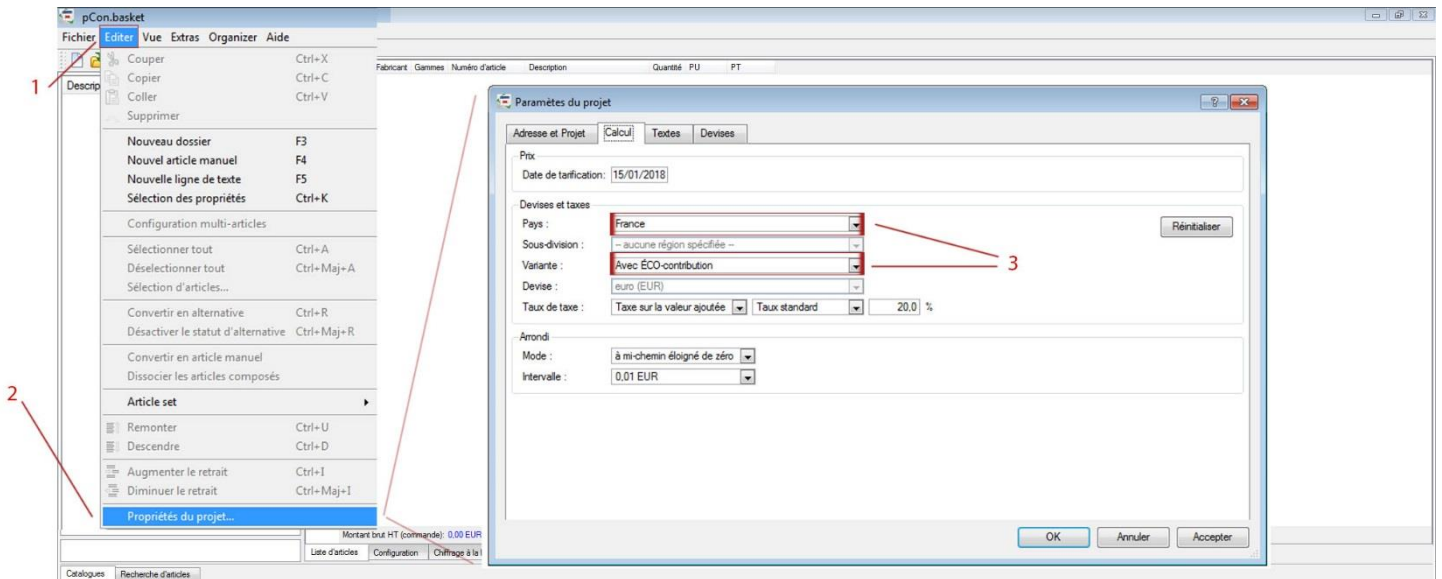 pCon.basket
Fichier Editer Vue Extras Organizer Aide
1
Descrip
Couper Ctrl+X
Copier Ctrl+C
Coller Ctrl+V
Supprimer
Nouveau dossier F3
Nouvel article manuel F4
Nouvelle ligne de texte F5
Sélection des propriétés Ctrl+K
Configuration multi-articles
Sélectionner tout Ctrl+A
Déselectionner tout Ctrl+Maj+A
Sélection d'articles...
Convertir en alternative Ctrl+R
Désactiver le statut d'alternative Ctrl+Maj+R
Convertir en article manuel
Dissocier les articles composés
Article set
Remonter Ctrl+U
Descendre Ctrl+D
Augmenter le retrait Ctrl+I
Diminuer le retrait Ctrl+Maj+I
2
Propriétés du projet...
Fabricant Gammes Numéro d'article Description Quantité PU PT
Paramètres du projet
Adresse et Projet Calcul Textes Devises
Prix
Date de tarification: 15/01/2018
Devises et taxes
Pays : France Réinitialiser
Sous-division : -- aucune région spécifiée --
Variante : Avec ÉCO-contribution
3
Devise : euro (EUR)
Taux de taxe : Taxe sur la valeur ajoutée Taux standard 20,0 %
Arrondi
Mode : à mi-chemin éloigné de zéro
Intervalle : 0,01 EUR
OK Annuler Accepter
Montant brut HT (commande): 0,00 EUR
Liste d'articles Configuration Chiffrage à la
Catalogues Recherche d'articles